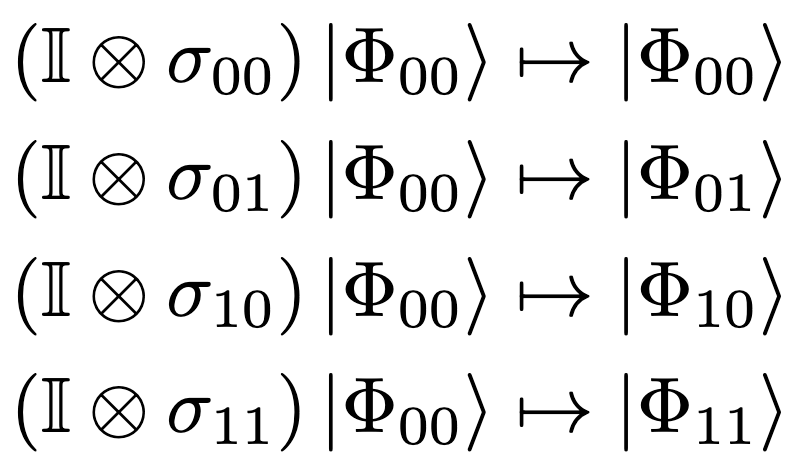 (𝕀 ⊗ σ₀₀) |Φ₀₀⟩ ↦ |Φ₀₀⟩
(𝕀 ⊗ σ₀₁) |Φ₀₀⟩ ↦ |Φ₀₁⟩
(𝕀 ⊗ σ₁₀) |Φ₀₀⟩ ↦ |Φ₁₀⟩
(𝕀 ⊗ σ₁₁) |Φ₀₀⟩ ↦ |Φ₁₁⟩